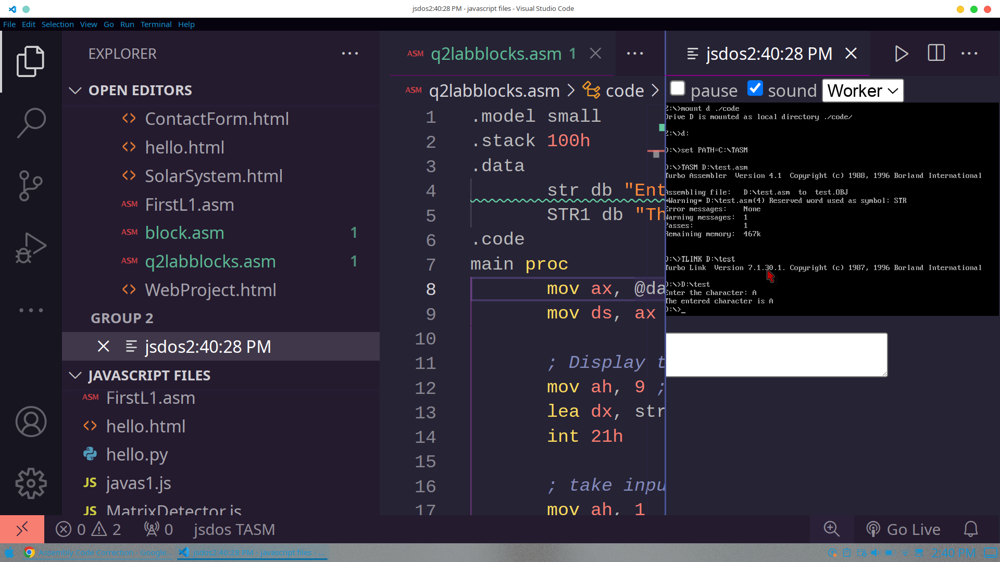 jsdos2:40:28 PM - javascript files - Visual Studio Code
File Edit Selection View Go Run Terminal Help
EXPLORER
OPEN EDITORS
ContactForm.html
hello.html
SolarSystem.html
ASM FirstL1.asm
ASM block.asm 1
ASM q2labblocks.asm 1
WebProject.html
GROUP 2
jsdos2:40:28 PM
JAVASCRIPT FILES
ASM FirstL1.asm
hello.html
hello.py
JS javas1.js
JS MatrixDetector.js
ASM q2labblocks.asm 1
ASM q2labblocks.asm > code >
1 .model small
2 .stack 100h
3 .data
4 str db "Ent
5 STR1 db "Th
6 .code
7 main proc
8 mov ax, @da
9 mov ds, ax
10
11 ; Display t
12 mov ah, 9 ;
13 lea dx, str
14 int 21h
15
16 ; take inpu
17 mov ah, 1
jsdos2:40:28 PM
pause sound Worker
Z:\>mount d ./code
Drive D is mounted as local directory ./code/
Z:\>d:
D:\>set PATH=C:\TASM
D:\>TASM D:\test.asm
Turbo Assembler Version 4.1 Copyright (c) 1988, 1996 Borland International
Assembling file: D:\test.asm to test.OBJ
*Warning* D:\test.asm(4) Reserved word used as symbol: STR
Error messages: None
Warning messages: 1
Passes: 1
Remaining memory: 467k
D:\>TLINK D:\test
Turbo Link Version 7.1.30.1. Copyright (c) 1987, 1996 Borland International
D:\>D:\test
Enter the character: A
The entered character is A
D:\>_
0 2 0 jsdos TASM
Go Live
Assembly Code Correction - Google...
jsdos2:40:28 PM - javascript files - ...
2:40 PM